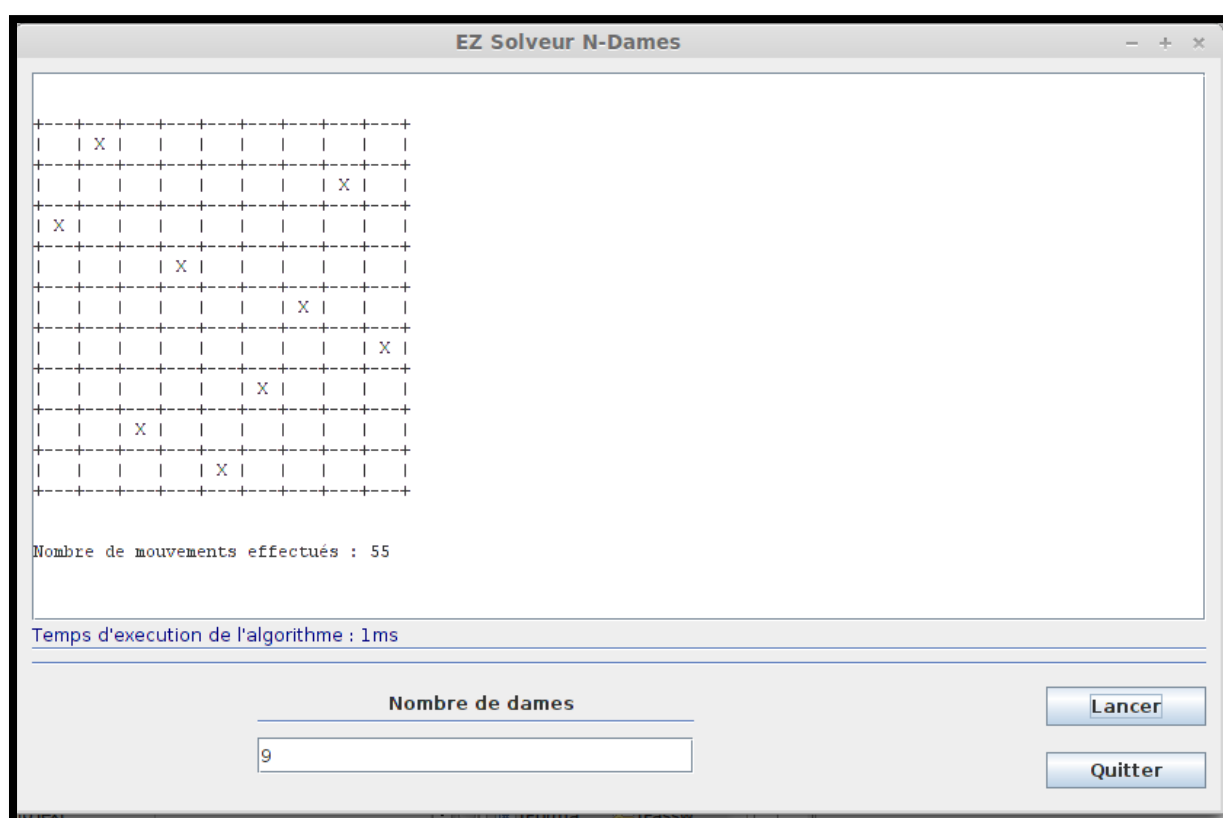 EZ Solveur N-Dames
+---+---+---+---+---+---+---+---+---+
|   | X |   |   |   |   |   |   |   |
+---+---+---+---+---+---+---+---+---+
|   |   |   |   |   |   |   | X |   |
+---+---+---+---+---+---+---+---+---+
| X |   |   |   |   |   |   |   |   |
+---+---+---+---+---+---+---+---+---+
|   |   |   | X |   |   |   |   |   |
+---+---+---+---+---+---+---+---+---+
|   |   |   |   |   |   | X |   |   |
+---+---+---+---+---+---+---+---+---+
|   |   |   |   |   |   |   |   | X |
+---+---+---+---+---+---+---+---+---+
|   |   |   |   |   | X |   |   |   |
+---+---+---+---+---+---+---+---+---+
|   |   | X |   |   |   |   |   |   |
+---+---+---+---+---+---+---+---+---+
|   |   |   |   | X |   |   |   |   |
+---+---+---+---+---+---+---+---+---+
Nombre de mouvements effectués : 55
Temps d'execution de l'algorithme : 1ms
Nombre de dames
Lancer
9
Quitter